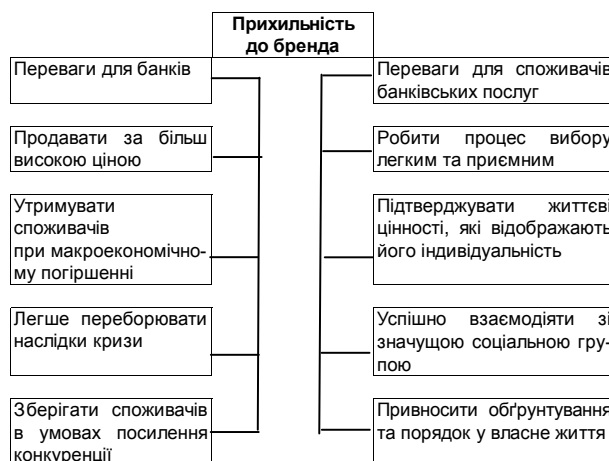 Прихильність
до бренда
Переваги для банків
Продавати за більш
високою ціною
Утримувати
споживачів
при макроекономічно-
му погіршенні
Легше переборювати
наслідки кризи
Зберігати споживачів
в умовах посилення
конкуренції
Переваги для споживачів
банківських послуг
Робити процес вибору
легким та приємним
Підтверджувати життєві
цінності, які відображають
його індивідуальність
Успішно взаємодіяти зі
значущою соціальною гру-
пою
Привносити обґрунтування
та порядок у власне життя